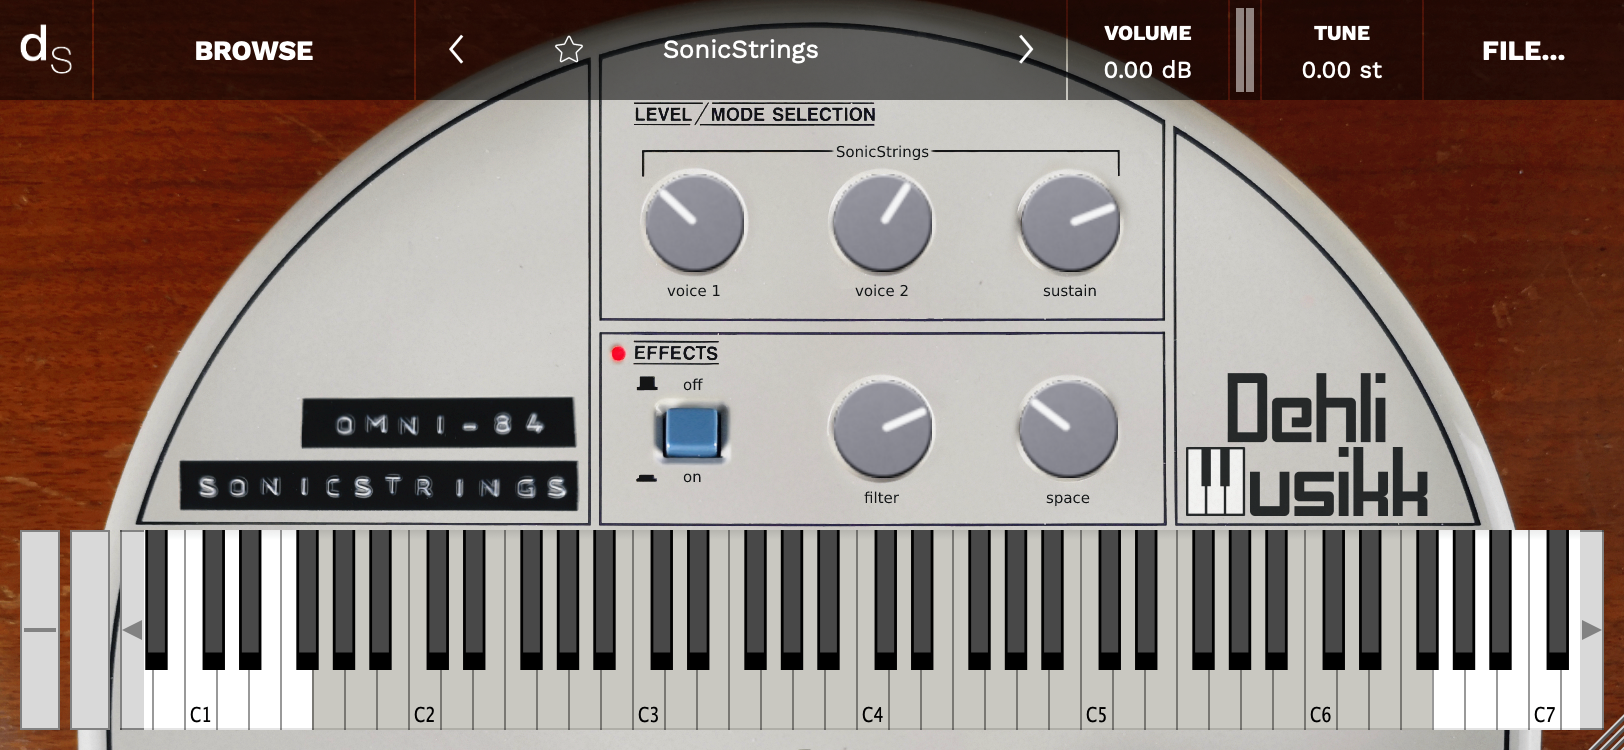 dS BROWSE SonicStrings VOLUME 0.00 dB TUNE 0.00 st FILE...
LEVEL/MODE SELECTION
SonicStrings
voice 1 voice 2 sustain
EFFECTS
off
on
filter space
OMNI-84
SONICSTRINGS
Dehli
Musikk
C1 C2 C3 C4 C5 C6 C7